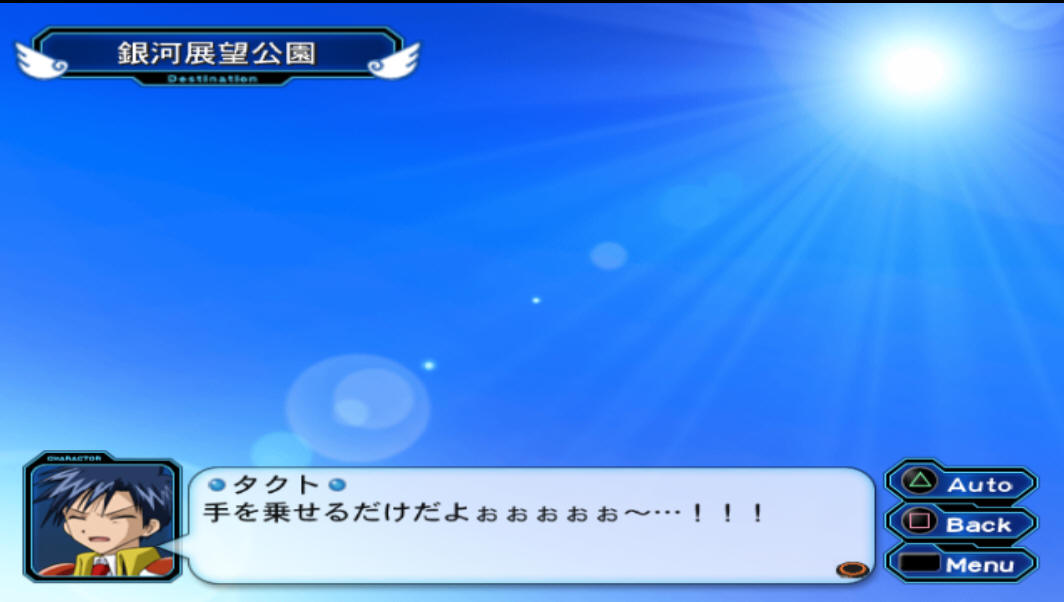 銀河展望公園
Destination
CHARACTOR
タクト
手を乗せるだけだよぉぉぉぉぉ～…！！！
Auto
Back
Menu